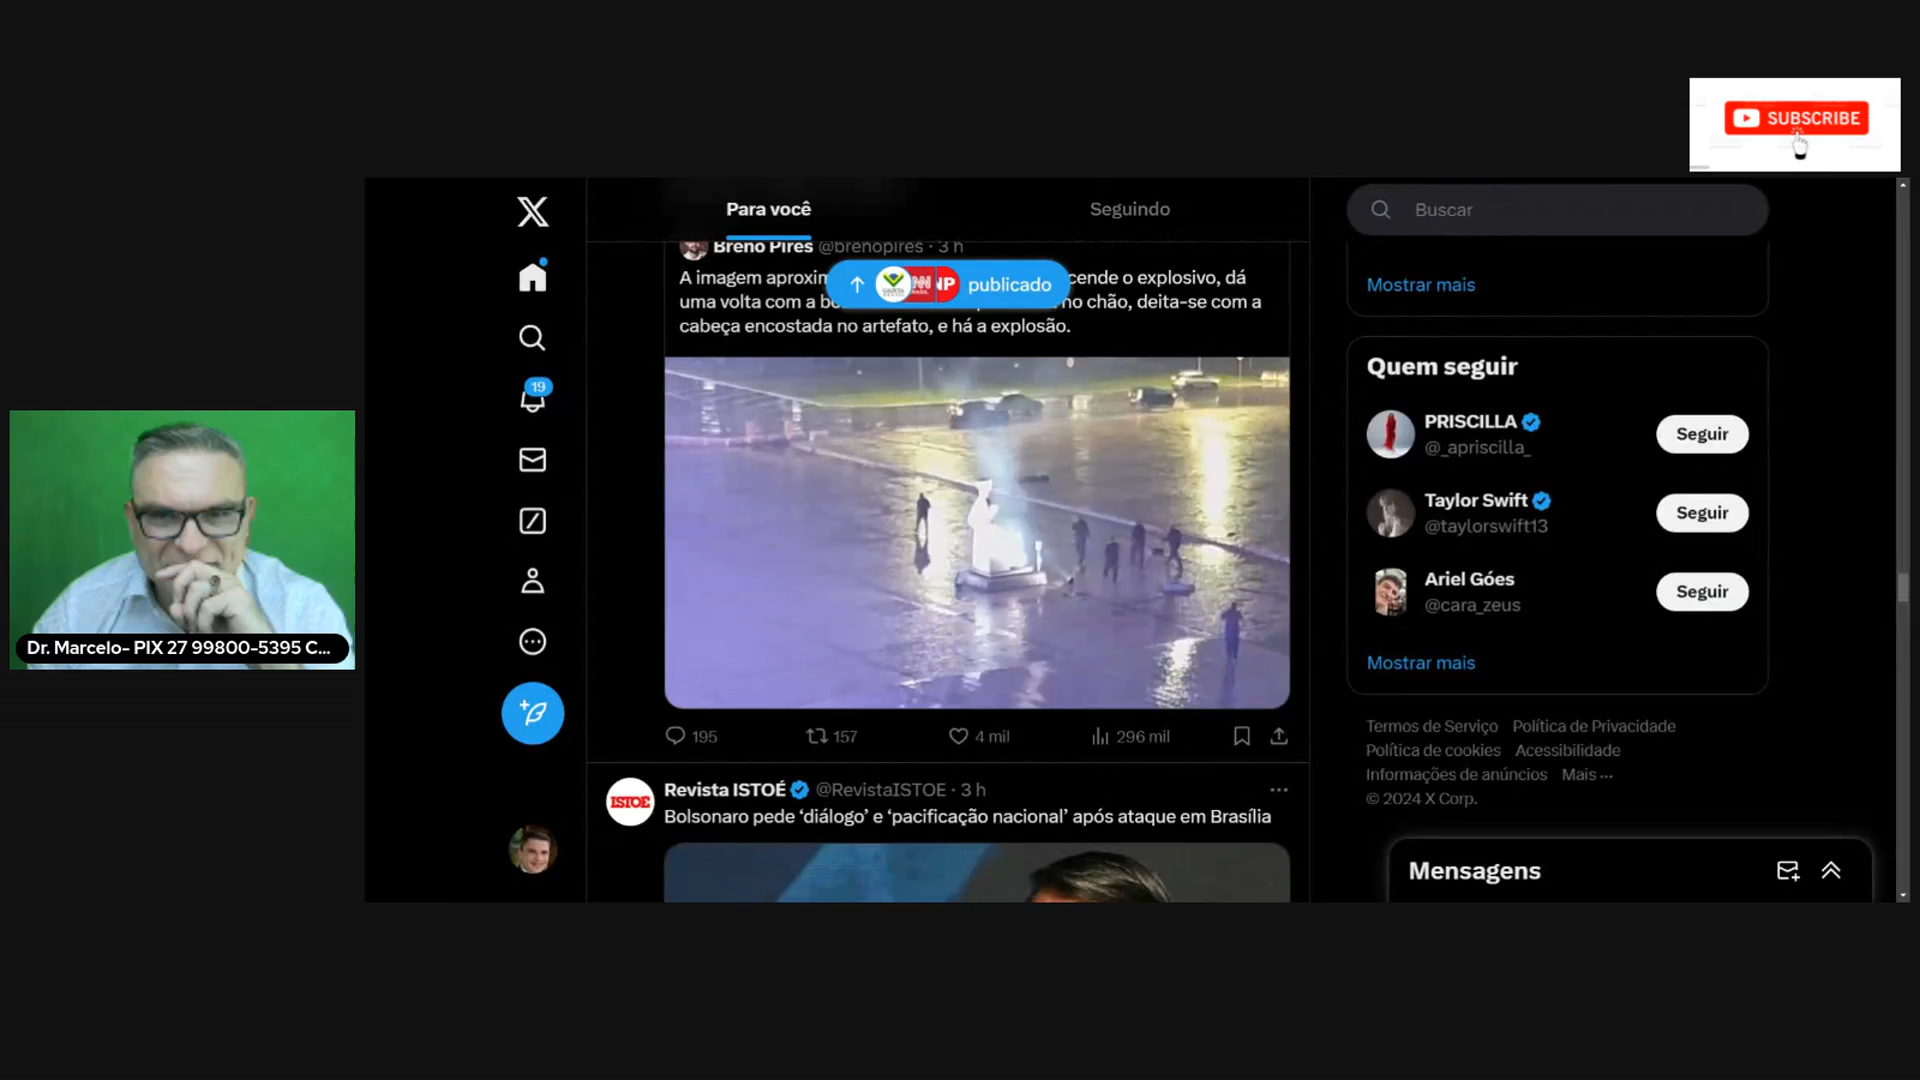 SUBSCRIBE
Para você
Seguindo
Buscar
Breno Pires @brenopires · 3 h
A imagem aproxim
cende o explosivo, dá
uma volta com a bo
no chão, deita-se com a
cabeça encostada no artefato, e há a explosão.
publicado
Mostrar mais
Quem seguir
PRISCILLA
@_apriscilla_
Seguir
19
Taylor Swift
@taylorswift13
Seguir
Ariel Góes
@cara_zeus
Seguir
Mostrar mais
Dr. Marcelo- PIX 27 99800-5395 C...
195
157
4 mil
296 mil
Termos de Serviço Política de Privacidade
Política de cookies Acessibilidade
Informações de anúncios Mais ···
© 2024 X Corp.
ISTOÉ
Revista ISTOÉ @RevistaISTOE · 3 h
Bolsonaro pede ‘diálogo’ e ‘pacificação nacional’ após ataque em Brasília
Mensagens